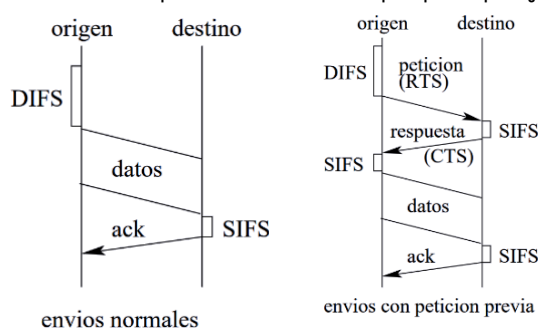 origen destino
DIFS
datos
ack SIFS
envios normales
origen destino
DIFS peticion
(RTS)
respuesta SIFS
SIFS (CTS)
datos
ack SIFS
envios con peticion previa